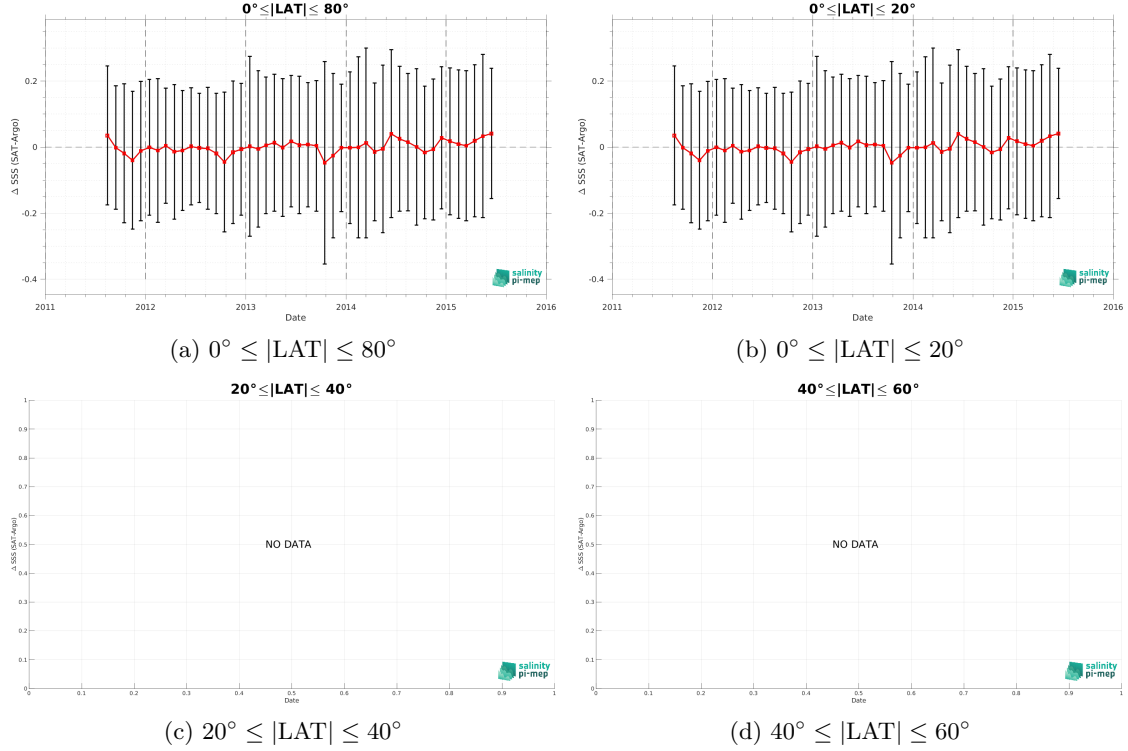 0°≤|LAT|≤ 80°
Δ SSS (SAT-Argo)
0.2
0
-0.2
-0.4
2011 2012 2013 2014 2015 2016
Date
salinity
pi-mep
(a) 0° ≤ |LAT| ≤ 80°
0°≤|LAT|≤ 20°
Δ SSS (SAT-Argo)
0.2
0
-0.2
-0.4
2011 2012 2013 2014 2015 2016
Date
salinity
pi-mep
(b) 0° ≤ |LAT| ≤ 20°
20°≤|LAT|≤ 40°
Δ SSS (SAT-Argo)
1
0.9
0.8
0.7
0.6
0.5
0.4
0.3
0.2
0.1
0
NO DATA
0 0.1 0.2 0.3 0.4 0.5 0.6 0.7 0.8 0.9 1
Date
salinity
pi-mep
(c) 20° ≤ |LAT| ≤ 40°
40°≤|LAT|≤ 60°
Δ SSS (SAT-Argo)
1
0.9
0.8
0.7
0.6
0.5
0.4
0.3
0.2
0.1
0
NO DATA
0 0.1 0.2 0.3 0.4 0.5 0.6 0.7 0.8 0.9 1
Date
salinity
pi-mep
(d) 40° ≤ |LAT| ≤ 60°